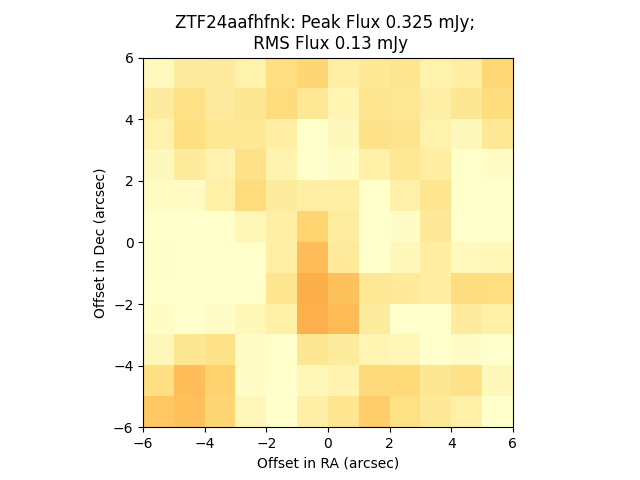 ZTF24aafhfnk: Peak Flux 0.325 mJy;
RMS Flux 0.13 mJy
6
4
2
0
−2
−4
−6
Offset in Dec (arcsec)
−6 −4 −2 0 2 4 6
Offset in RA (arcsec)